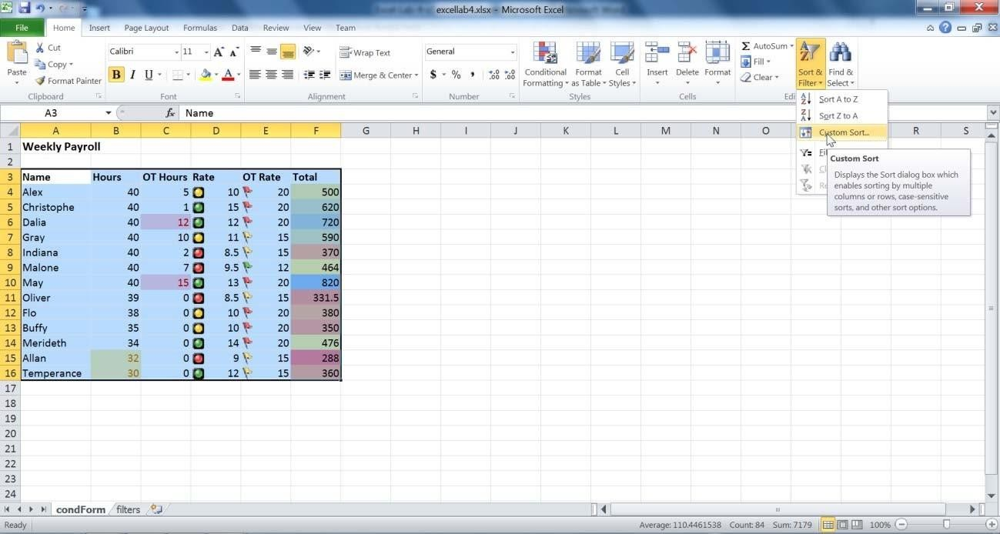 excellab4.xlsx - Microsoft Excel
File Home Insert Page Layout Formulas Data Review View Team
Paste
Cut
Copy
Format Painter
Clipboard
Calibri 11
B I U
Font
Wrap Text
Merge & Center
Alignment
General
$ % ,
Number
Conditional Formatting
Format as Table
Cell Styles
Styles
Insert Delete Format
Cells
Σ AutoSum
Fill
Clear
Sort & Filter
Find & Select
Edi
A3 fx Name
Sort A to Z
Sort Z to A
Custom Sort...
Custom Sort
Displays the Sort dialog box which
enables sorting by multiple
columns or rows, case-sensitive
sorts, and other sort options.
A B C D E F G H I J K L M N O R S
1 Weekly Payroll
2
3 Name Hours OT Hours Rate OT Rate Total
4 Alex 40 5 10 20 500
5 Christophe 40 1 15 20 620
6 Dalia 40 12 12 20 720
7 Gray 40 10 11 15 590
8 Indiana 40 2 8.5 15 370
9 Malone 40 7 9.5 12 464
10 May 40 15 13 20 820
11 Oliver 39 0 8.5 15 331.5
12 Flo 38 0 10 20 380
13 Buffy 35 0 10 20 350
14 Merideth 34 0 14 20 476
15 Allan 32 0 9 15 288
16 Temperance 30 0 12 15 360
17
18
19
20
21
22
23
24
condForm filters
Ready Average: 110.4461538 Count: 84 Sum: 7179 100%